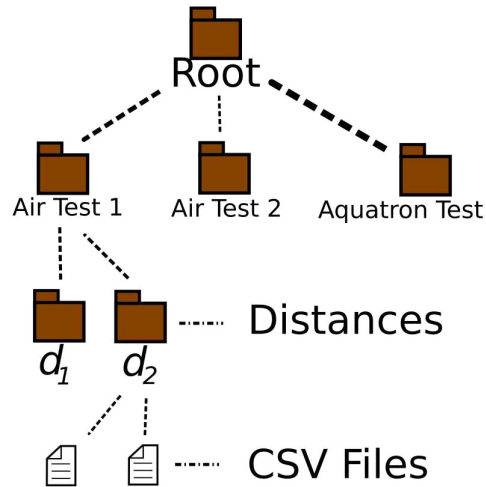 Root
Air Test 1
Air Test 2
Aquatron Test
Distances
d1
d2
CSV Files